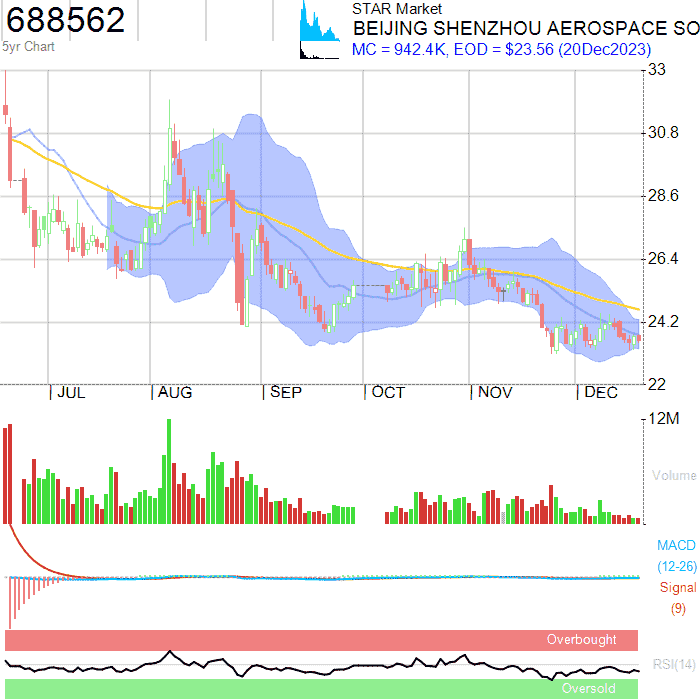 688562
5yr Chart
STAR Market
BEIJING SHENZHOU AEROSPACE SO
MC = 942.4K, EOD = $23.56 (20Dec2023)
33
30.8
28.6
26.4
24.2
22
JUL AUG SEP OCT NOV DEC
12M
Volume
MACD
(12-26)
Signal
(9)
Overbought
RSI(14)
Oversold